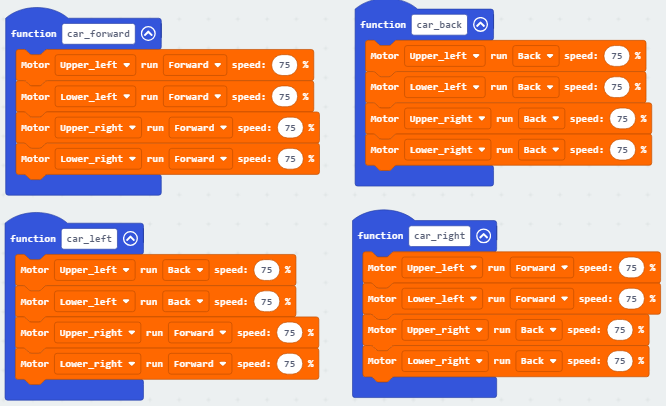 function car_forward
Motor Upper_left run Forward speed: 75 %
Motor Lower_left run Forward speed: 75 %
Motor Upper_right run Forward speed: 75 %
Motor Lower_right run Forward speed: 75 %
function car_back
Motor Upper_left run Back speed: 75 %
Motor Lower_left run Back speed: 75 %
Motor Upper_right run Back speed: 75 %
Motor Lower_right run Back speed: 75 %
function car_left
Motor Upper_left run Back speed: 75 %
Motor Lower_left run Back speed: 75 %
Motor Upper_right run Forward speed: 75 %
Motor Lower_right run Forward speed: 75 %
function car_right
Motor Upper_left run Forward speed: 75 %
Motor Lower_left run Forward speed: 75 %
Motor Upper_right run Back speed: 75 %
Motor Lower_right run Back speed: 75 %